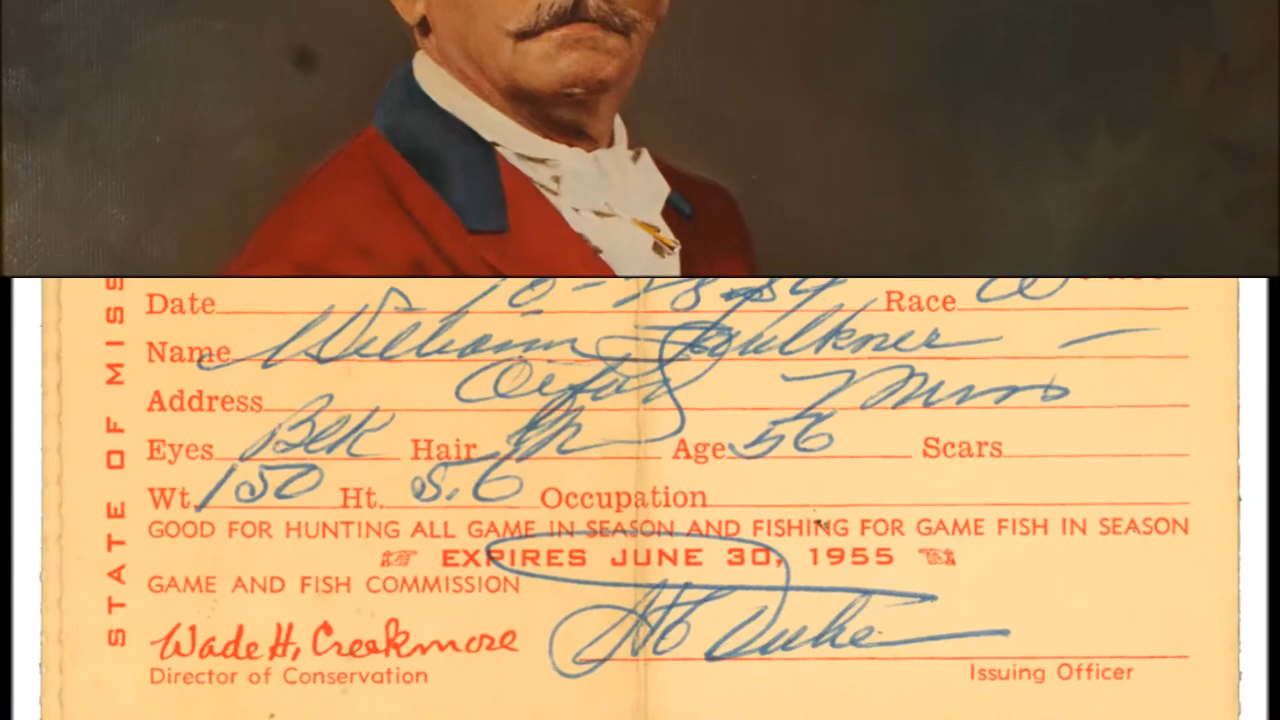 STATE OF MISS
Date 10-28-54 Race W
Name William Faulkner
Address Oxford Miss
Eyes BLK Hair Age 56 Scars
Wt. 150 Ht. 5.6 Occupation
GOOD FOR HUNTING ALL GAME IN SEASON AND FISHING FOR GAME FISH IN SEASON
EXPIRES JUNE 30, 1955
GAME AND FISH COMMISSION
Wade H. Creekmore Duke
Director of Conservation Issuing Officer